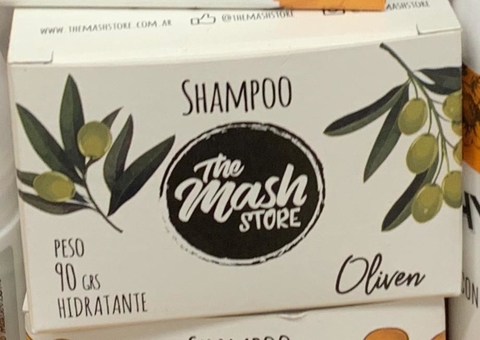 WWW.THEMASHSTORE.COM.AR
@THEMASHSTORE
SHAMPOO
The
Mash
STORE
PESO
90 GRS
HIDRATANTE
Oliven